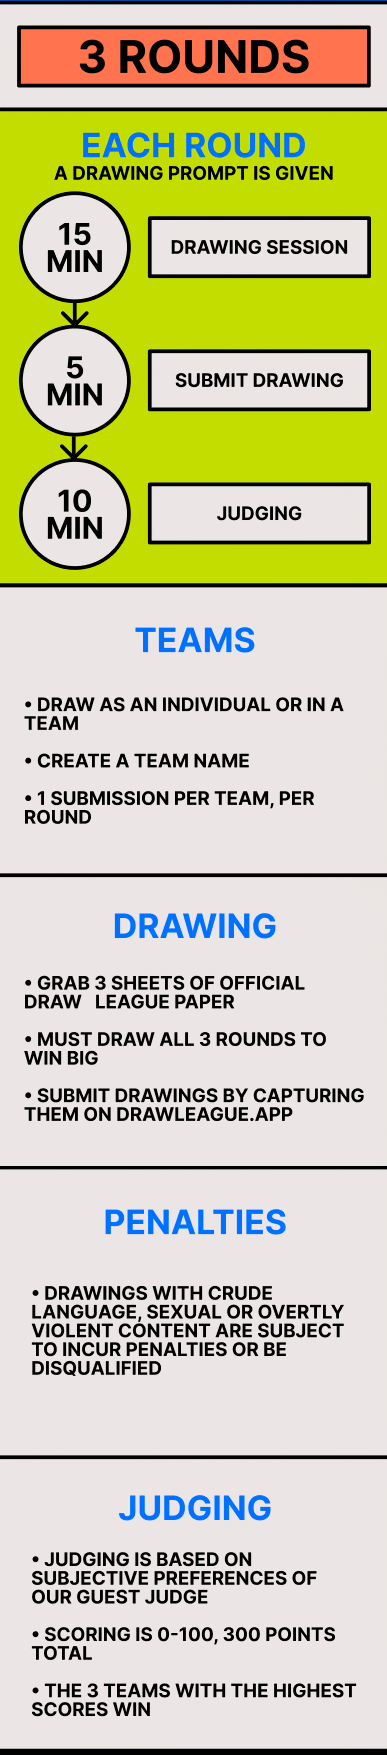 3 ROUNDS
EACH ROUND
A DRAWING PROMPT IS GIVEN
15
MIN
DRAWING SESSION
5
MIN
SUBMIT DRAWING
10
MIN
JUDGING
TEAMS
• DRAW AS AN INDIVIDUAL OR IN A
TEAM
• CREATE A TEAM NAME
• 1 SUBMISSION PER TEAM, PER
ROUND
DRAWING
• GRAB 3 SHEETS OF OFFICIAL
DRAW LEAGUE PAPER
• MUST DRAW ALL 3 ROUNDS TO
WIN BIG
• SUBMIT DRAWINGS BY CAPTURING
THEM ON DRAWLEAGUE.APP
PENALTIES
• DRAWINGS WITH CRUDE
LANGUAGE, SEXUAL OR OVERTLY
VIOLENT CONTENT ARE SUBJECT
TO INCUR PENALTIES OR BE
DISQUALIFIED
JUDGING
• JUDGING IS BASED ON
SUBJECTIVE PREFERENCES OF
OUR GUEST JUDGE
• SCORING IS 0-100, 300 POINTS
TOTAL
• THE 3 TEAMS WITH THE HIGHEST
SCORES WIN